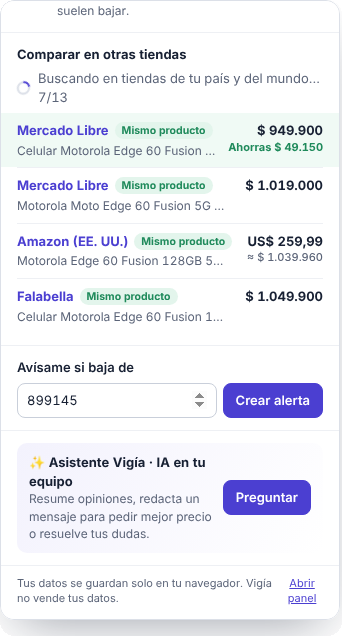 suelen bajar.
Comparar en otras tiendas
Buscando en tiendas de tu país y del mundo...
7/13
Mercado Libre Mismo producto $ 949.900
Celular Motorola Edge 60 Fusion ... Ahorras $ 49.150
Mercado Libre Mismo producto $ 1.019.000
Motorola Moto Edge 60 Fusion 5G ...
Amazon (EE. UU.) Mismo producto US$ 259,99
Motorola Edge 60 Fusion 128GB 5... ≈ $ 1.039.960
Falabella Mismo producto $ 1.049.900
Celular Motorola Edge 60 Fusion 1...
Avísame si baja de
899145 Crear alerta
✨ Asistente Vigía · IA en tu
equipo
Resume opiniones, redacta un
mensaje para pedir mejor precio
o resuelve tus dudas.
Preguntar
Tus datos se guardan solo en tu navegador. Vigía
no vende tus datos.
Abrir
panel